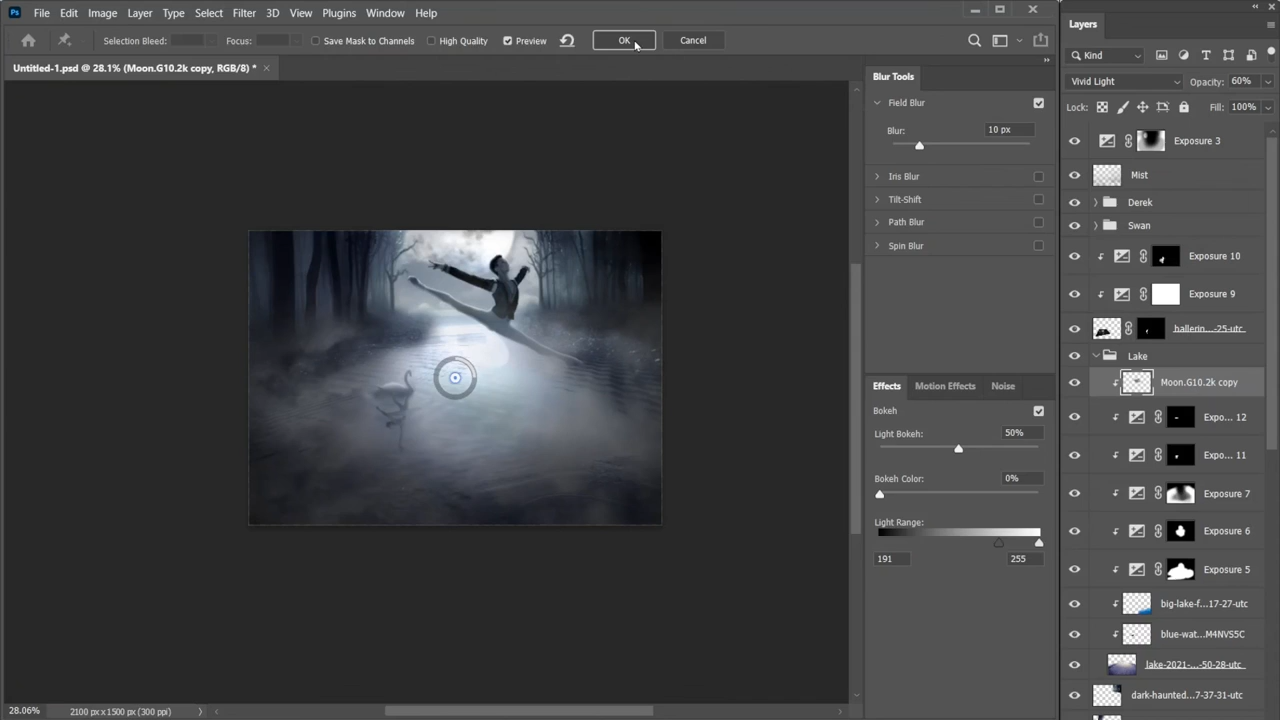 Ps File Edit Image Layer Type Select Filter 3D View Plugins Window Help
Selection Bleed: Focus: Save Mask to Channels High Quality Preview OK Cancel
Untitled-1.psd @ 28.1% (Moon.G10.2k copy, RGB/8) *
Blur Tools
Field Blur
Blur: 10 px
Iris Blur
Tilt-Shift
Path Blur
Spin Blur
Effects Motion Effects Noise
Bokeh
Light Bokeh: 50%
Bokeh Color: 0%
Light Range:
191 255
Layers
Kind
Vivid Light Opacity: 60%
Lock: Fill: 100%
Exposure 3
Mist
Derek
Swan
Exposure 10
Exposure 9
ballerin...-25-utc
Lake
Moon.G10.2k copy
Expo... 12
Expo... 11
Exposure 7
Exposure 6
Exposure 5
big-lake-f...17-27-utc
blue-wat...M4NVS5C
lake-2021-...-50-28-utc
dark-haunted...7-37-31-utc
28.06% 2100 px x 1500 px (300 ppi)